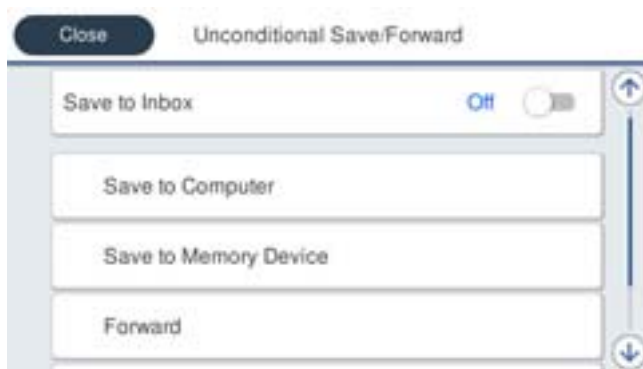 Close Unconditional Save/Forward
Save to Inbox Off
Save to Computer
Save to Memory Device
Forward